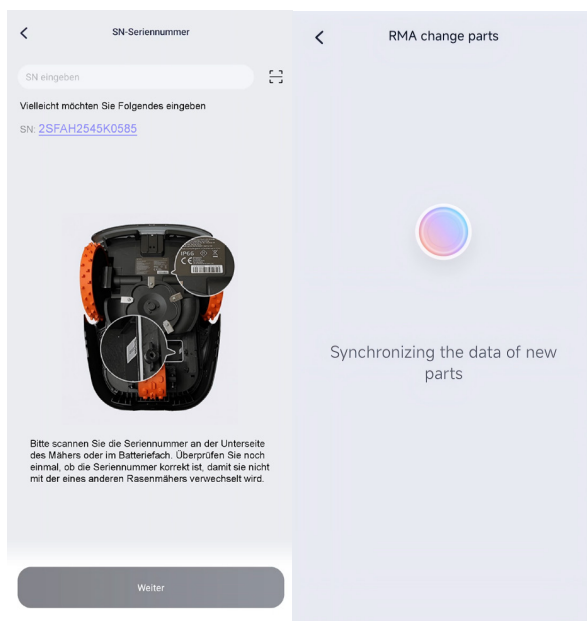 SN-Seriennummer
SN eingeben
Vielleicht möchten Sie Folgendes eingeben
SN: 2SFAH2545K0585
IP66
Bitte scannen Sie die Seriennummer an der Unterseite
des Mähers oder im Batteriefach. Überprüfen Sie noch
einmal, ob die Seriennummer korrekt ist, damit sie nicht
mit der eines anderen Rasenmähers verwechselt wird.
Weiter
RMA change parts
Synchronizing the data of new
parts